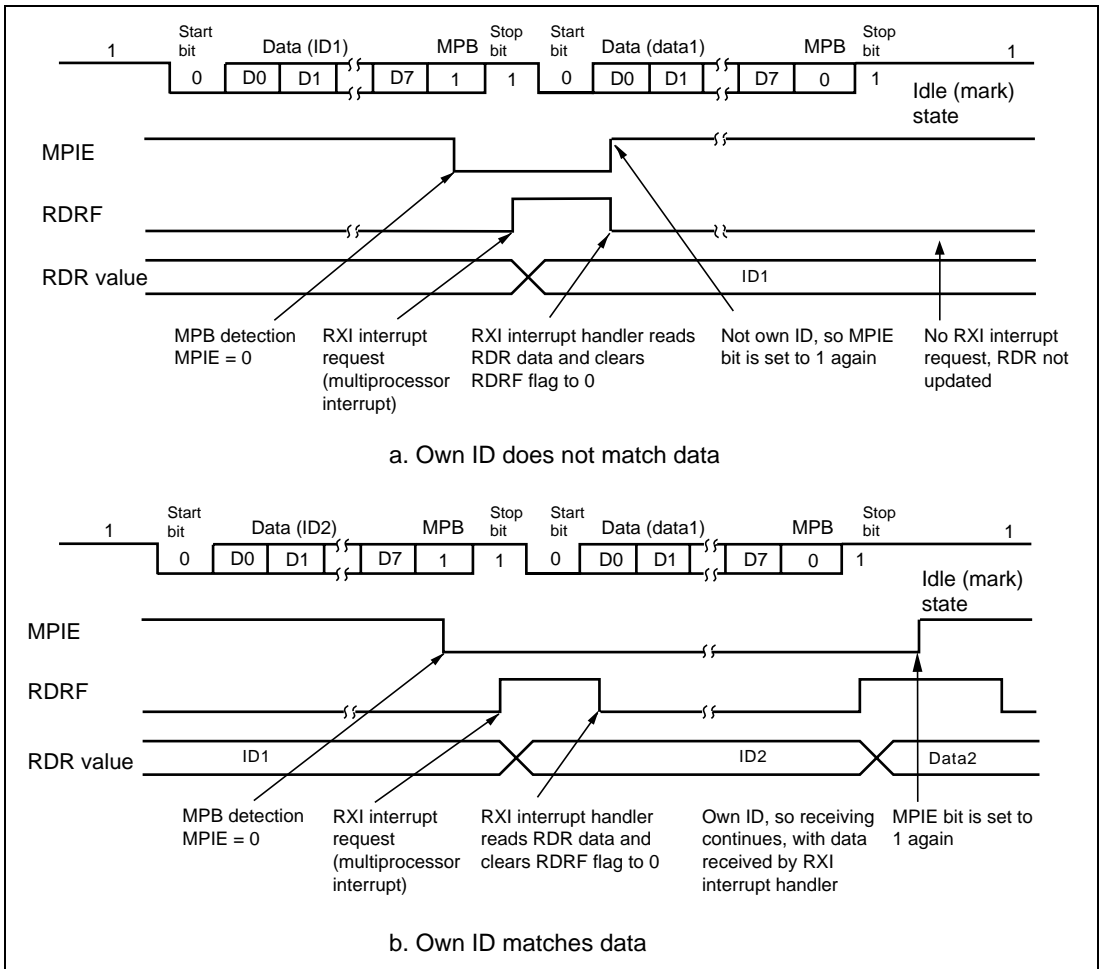 Start bit
Data (ID1)
MPB
Stop bit
Start bit
Data (data1)
MPB
Stop bit
1
1
0 D0 D1 D7 1 1 0 D0 D1 D7 0 1
Idle (mark) state
MPIE
RDRF
RDR value
ID1
MPB detection
MPIE = 0
RXI interrupt
request
(multiprocessor
interrupt)
RXI interrupt handler reads
RDR data and clears
RDRF flag to 0
Not own ID, so MPIE
bit is set to 1 again
No RXI interrupt
request, RDR not
updated
a. Own ID does not match data
Start bit
Data (ID2)
MPB
Stop bit
Start bit
Data (data1)
MPB
Stop bit
1
1
0 D0 D1 D7 1 1 0 D0 D1 D7 0 1
Idle (mark) state
MPIE
RDRF
RDR value
ID1
ID2
Data2
MPB detection
MPIE = 0
RXI interrupt
request
(multiprocessor
interrupt)
RXI interrupt handler
reads RDR data and
clears RDRF flag to 0
Own ID, so receiving
continues, with data
received by RXI
interrupt handler
MPIE bit is set to
1 again
b. Own ID matches data